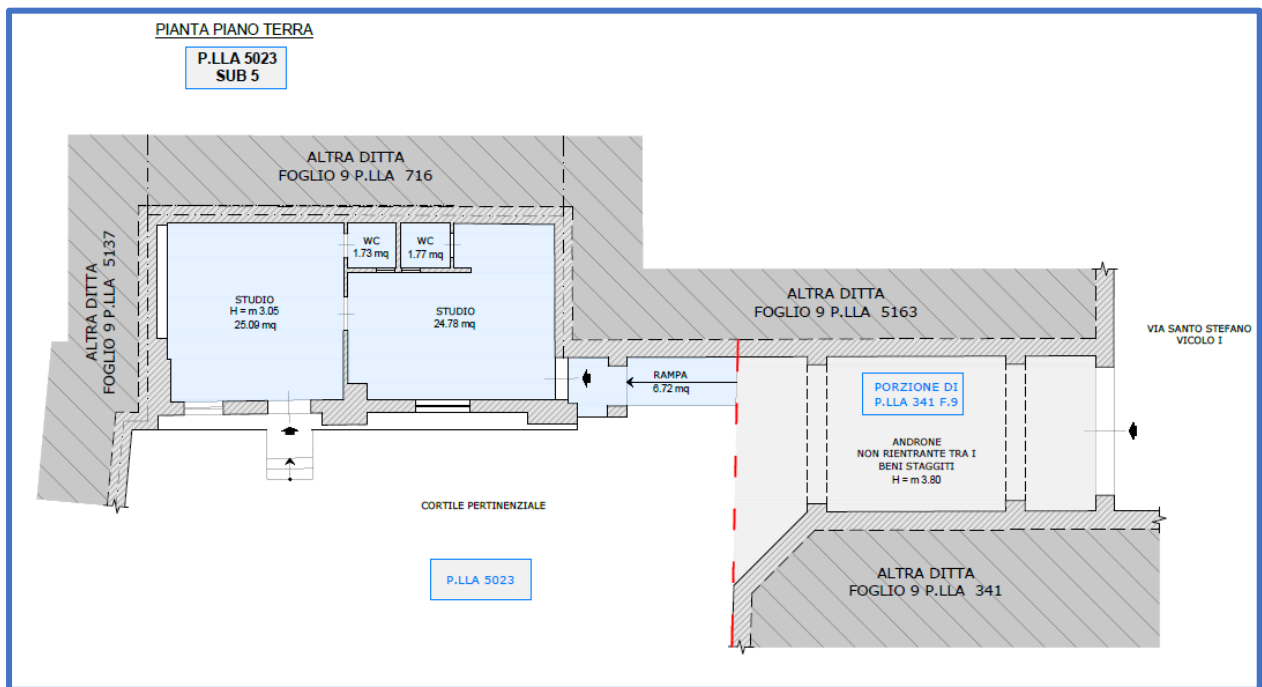 PIANTA PIANO TERRA
P.LLA 5023
SUB 5
ALTRA DITTA
FOGLIO 9 P.LLA 716
ALTRA DITTA
FOGLIO 9 P.LLA 5137
WC
1.73 mq
WC
1.77 mq
STUDIO
H = m 3.05
25.09 mq
STUDIO
24.78 mq
ALTRA DITTA
FOGLIO 9 P.LLA 5163
VIA SANTO STEFANO
VICOLO I
RAMPA
6.72 mq
PORZIONE DI
P.LLA 341 F.9
ANDRONE
NON RIENTRANTE TRA I
BENI STAGGITI
H = m 3.80
CORTILE PERTINENZIALE
P.LLA 5023
ALTRA DITTA
FOGLIO 9 P.LLA 341